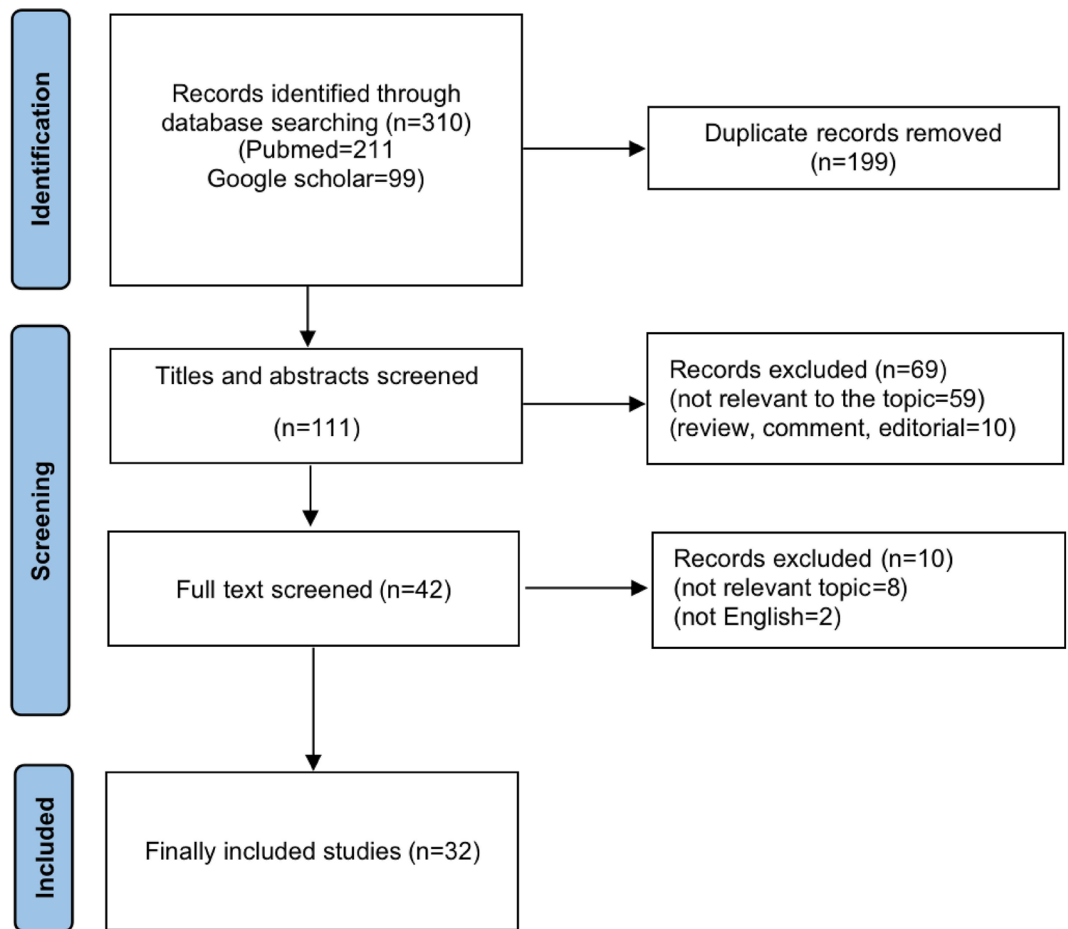 Identification
Records identified through
database searching (n=310)
(Pubmed=211
Google scholar=99)
Duplicate records removed
(n=199)
Screening
Titles and abstracts screened
(n=111)
Records excluded (n=69)
(not relevant to the topic=59)
(review, comment, editorial=10)
Full text screened (n=42)
Records excluded (n=10)
(not relevant topic=8)
(not English=2)
Included
Finally included studies (n=32)